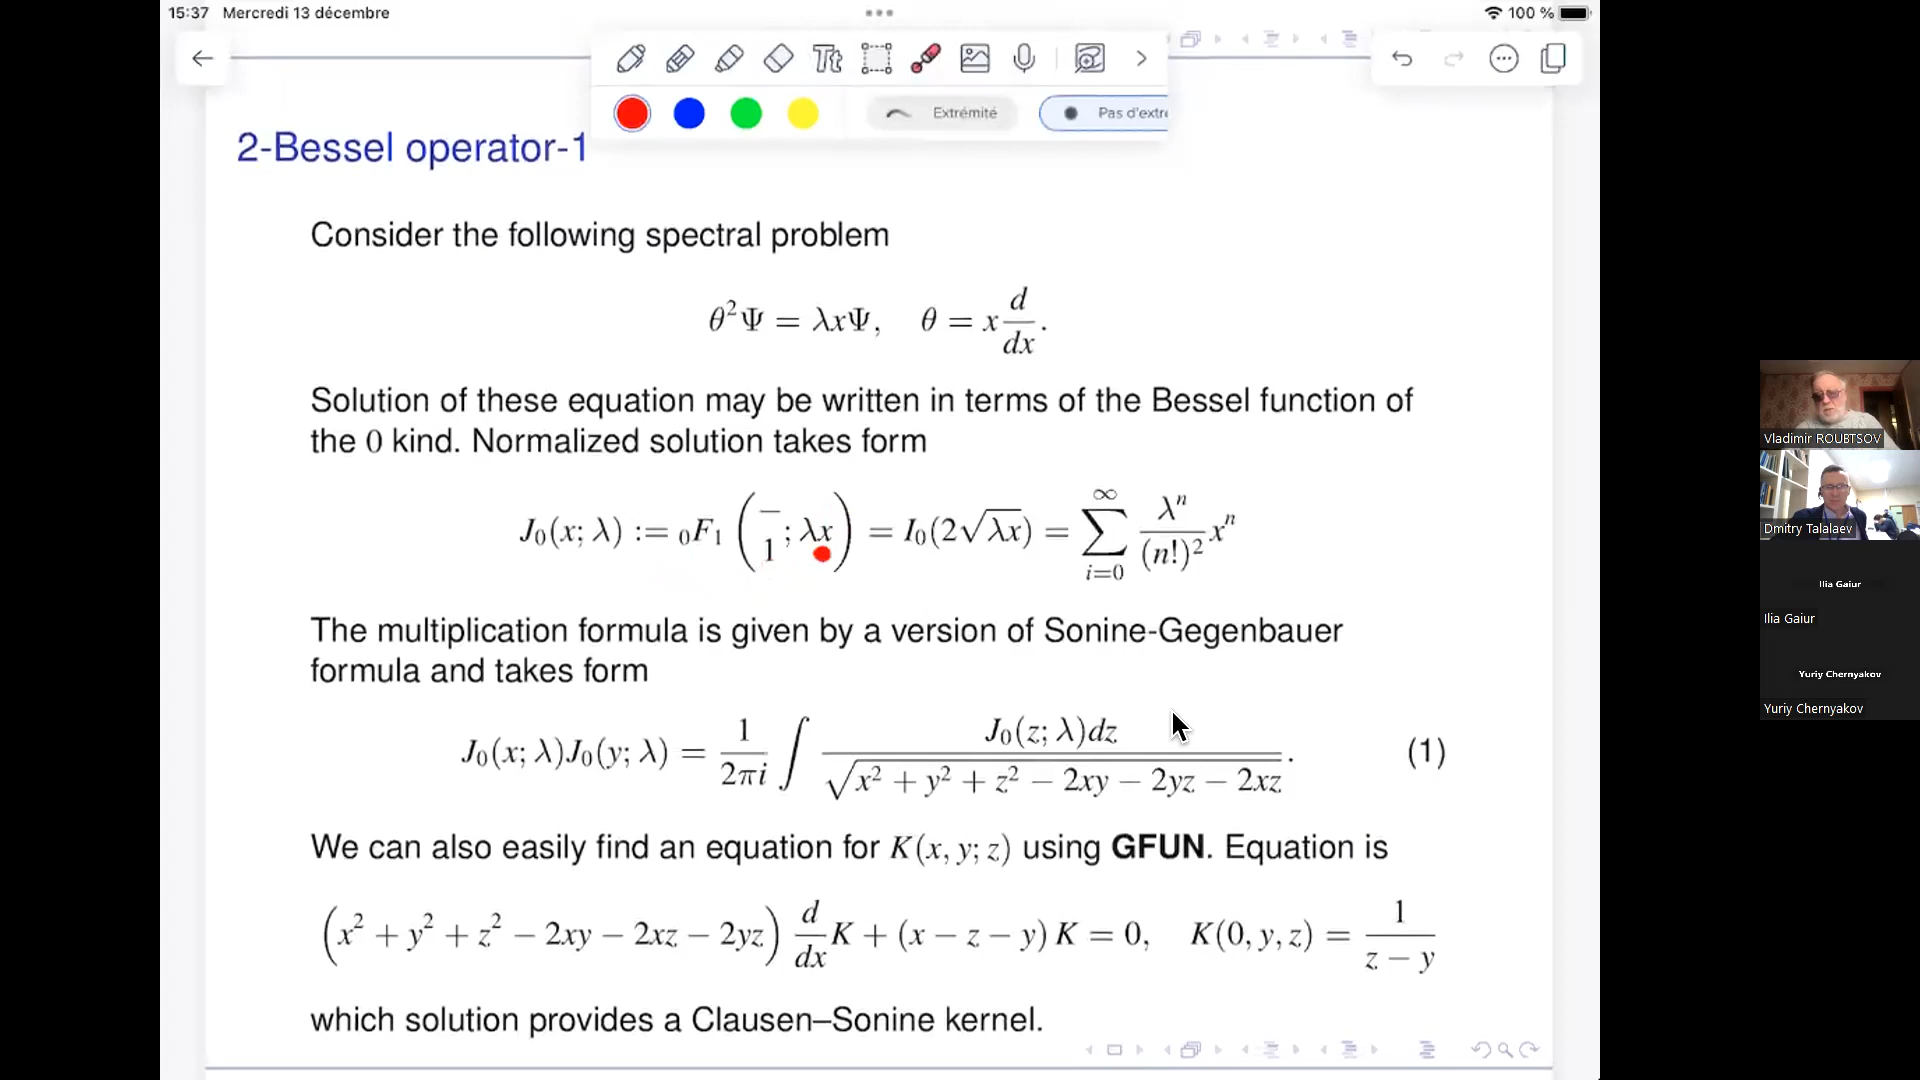 15:37 Mercredi 13 décembre
100 %
Tt
Extrémité
Pas d'extr
2-Bessel operator-1
Consider the following spectral problem
θ²Ψ = λxΨ, θ = x d/dx.
Solution of these equation may be written in terms of the Bessel function of
the 0 kind. Normalized solution takes form
J₀(x; λ) := ₀F₁ (−/1; λx) = I₀(2√λx) = ∑_{i=0}^{∞} λⁿ/(n!)² xⁿ
The multiplication formula is given by a version of Sonine-Gegenbauer
formula and takes form
J₀(x; λ)J₀(y; λ) = 1/2πi ∫ J₀(z; λ)dz / √x² + y² + z² − 2xy − 2yz − 2xz. (1)
We can also easily find an equation for K(x, y; z) using GFUN. Equation is
(x² + y² + z² − 2xy − 2xz − 2yz) d/dx K + (x − z − y) K = 0, K(0, y, z) = 1/z − y
which solution provides a Clausen–Sonine kernel.
Vladimir ROUBTSOV
Dmitry Talalaev
Ilia Gaiur
Ilia Gaiur
Yuriy Chernyakov
Yuriy Chernyakov